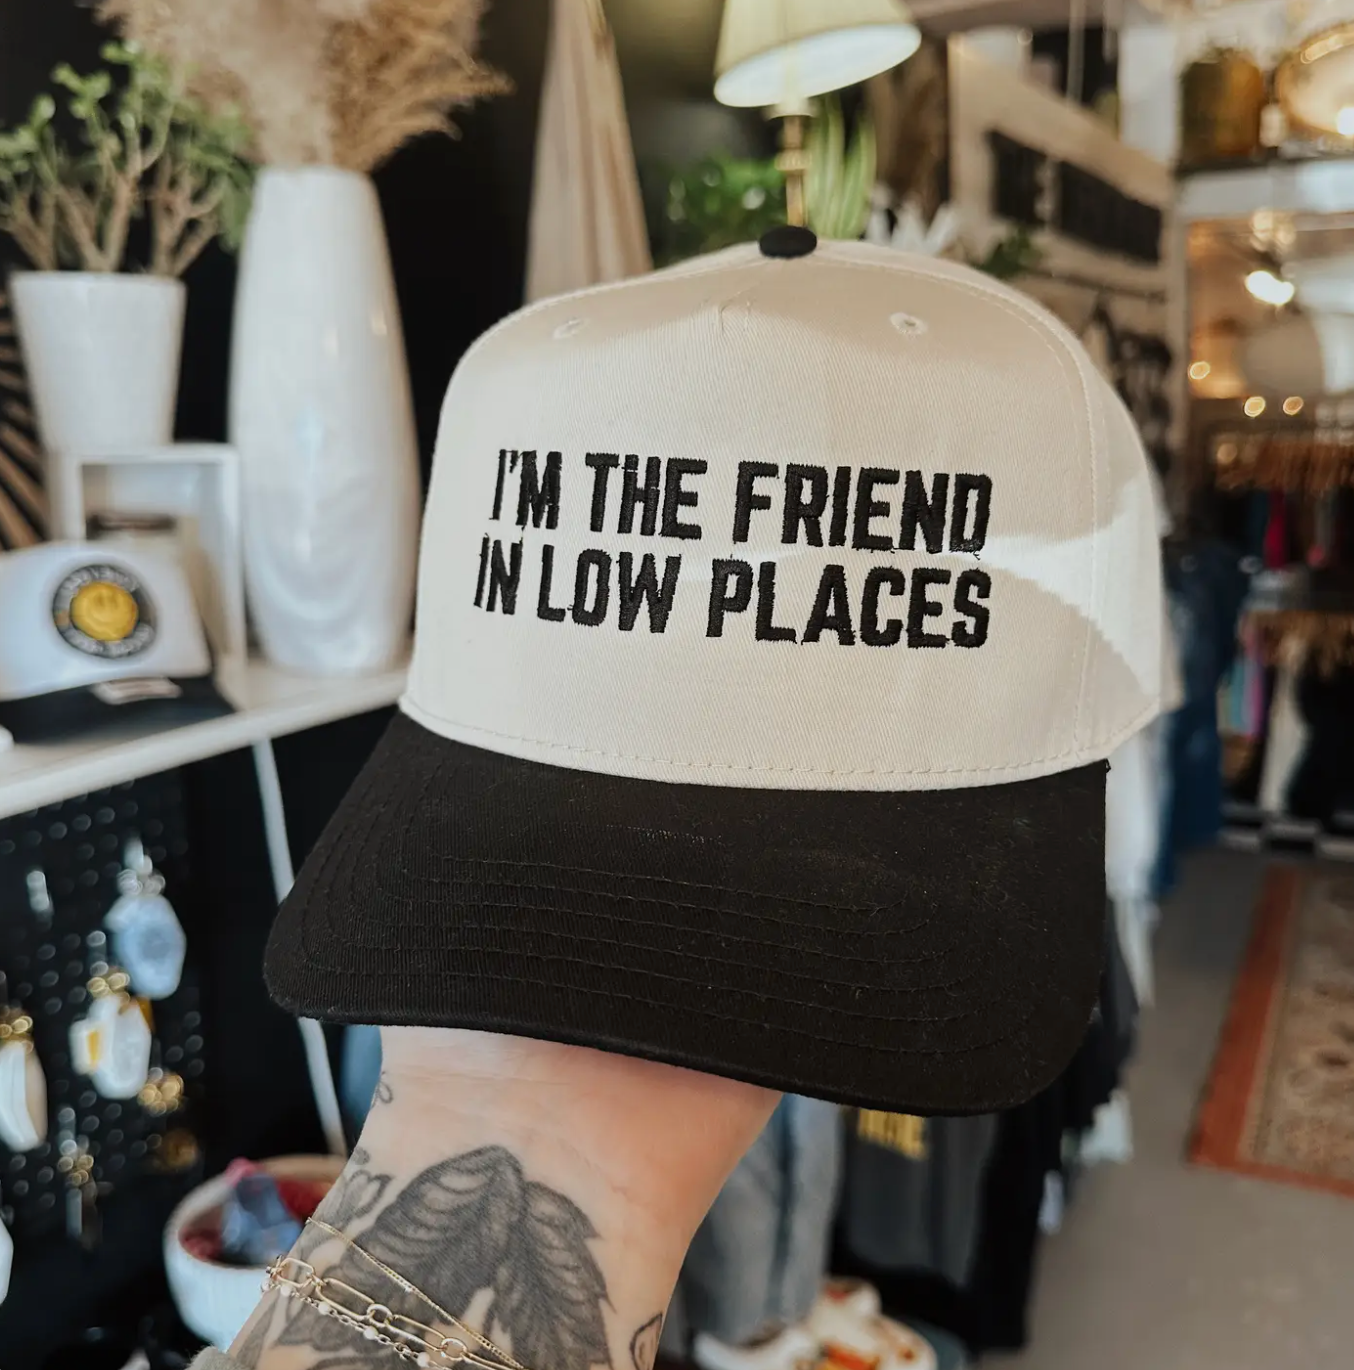 I'M THE FRIEND
IN LOW PLACES